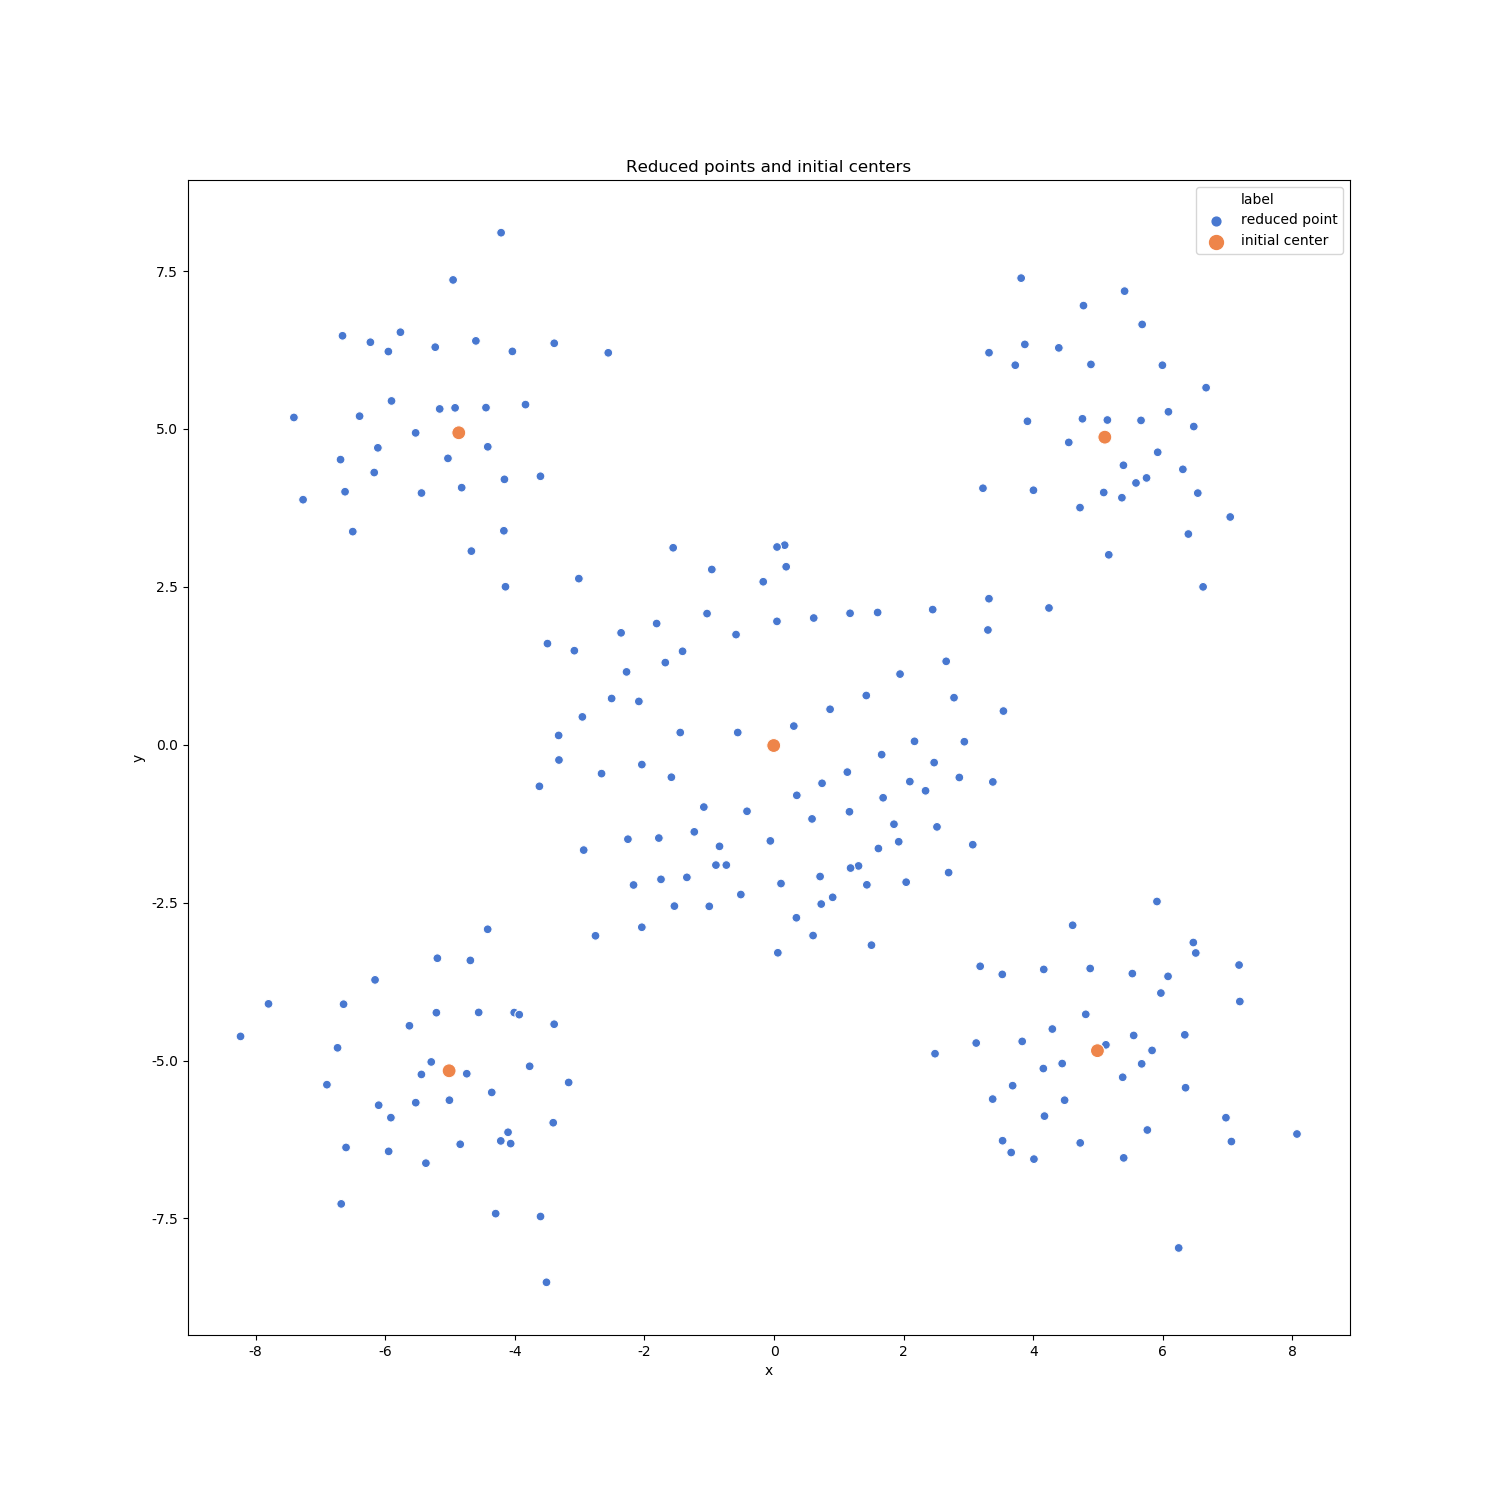 Reduced points and initial centers
label
reduced point
initial center
7.5
5.0
2.5
0.0
-2.5
-5.0
-7.5
y
-8 -6 -4 -2 0 2 4 6 8
x